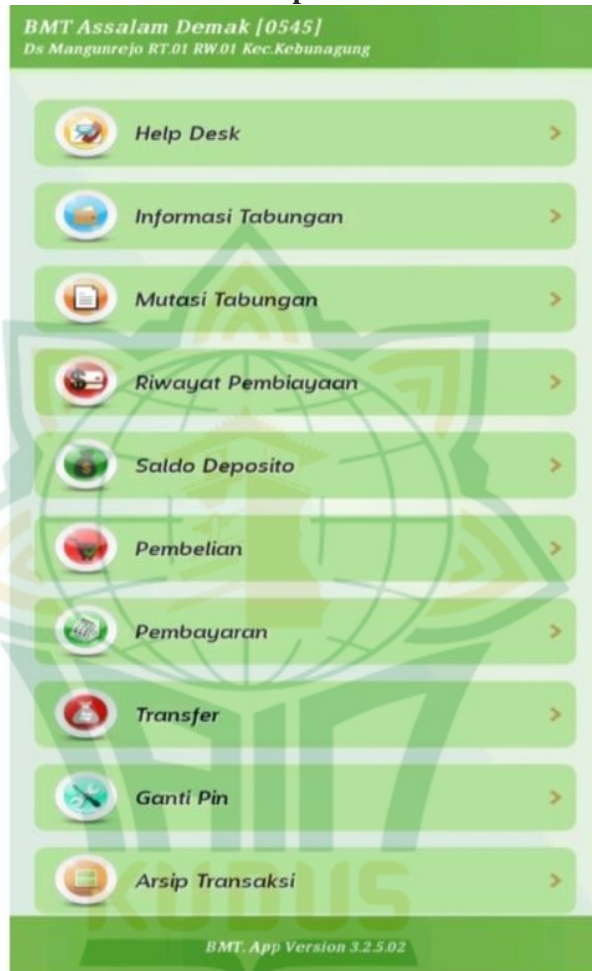 BMT Assalam Demak [0545]
Ds Mangunrejo RT.01 RW.01 Kec.Kebunagung
Help Desk
Informasi Tabungan
Mutasi Tabungan
Riwayat Pembiayaan
Saldo Deposito
Pembelian
Pembayaran
Transfer
Ganti Pin
Arsip Transaksi
KUDUS
BMT. App Version 3.2.5.02